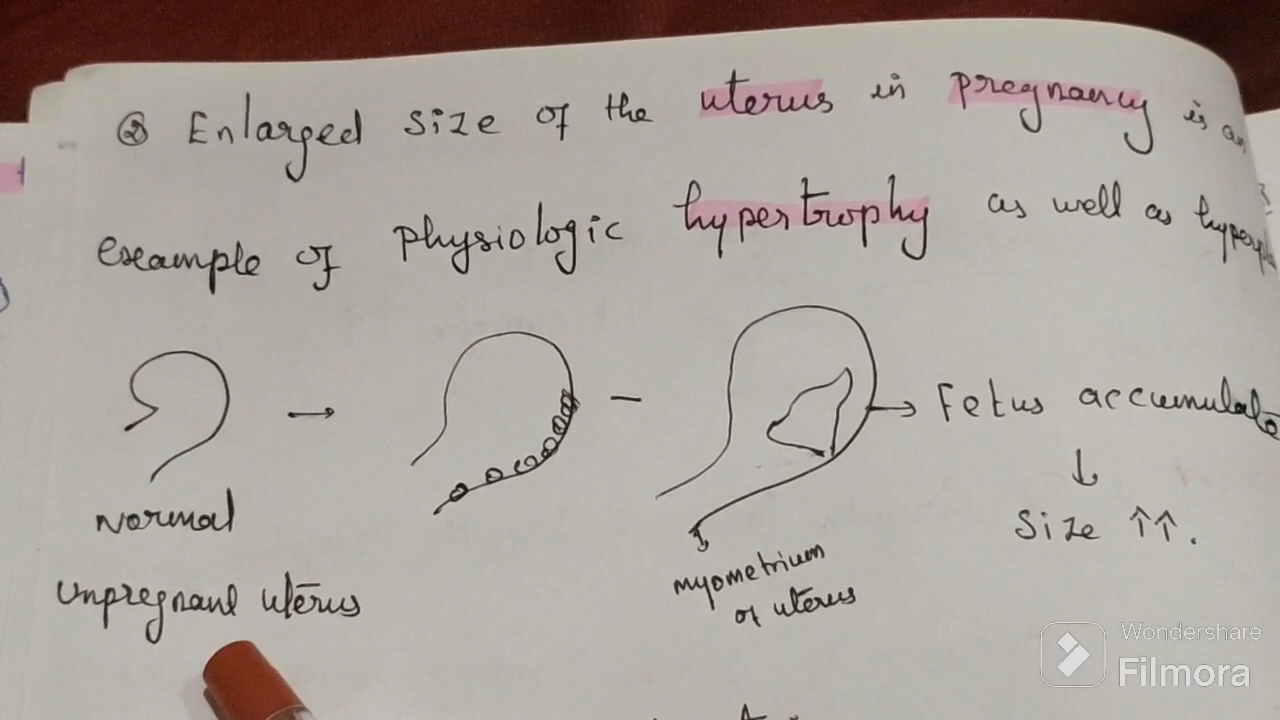 ② Enlarged size of the uterus in pregnancy is an
example of physiologic hypertrophy as well as
→ - → Fetus accumulate
↓
Size ↑↑.
Normal
Unpregnant uterus
myometrium
of uterus
Wondershare
Filmora